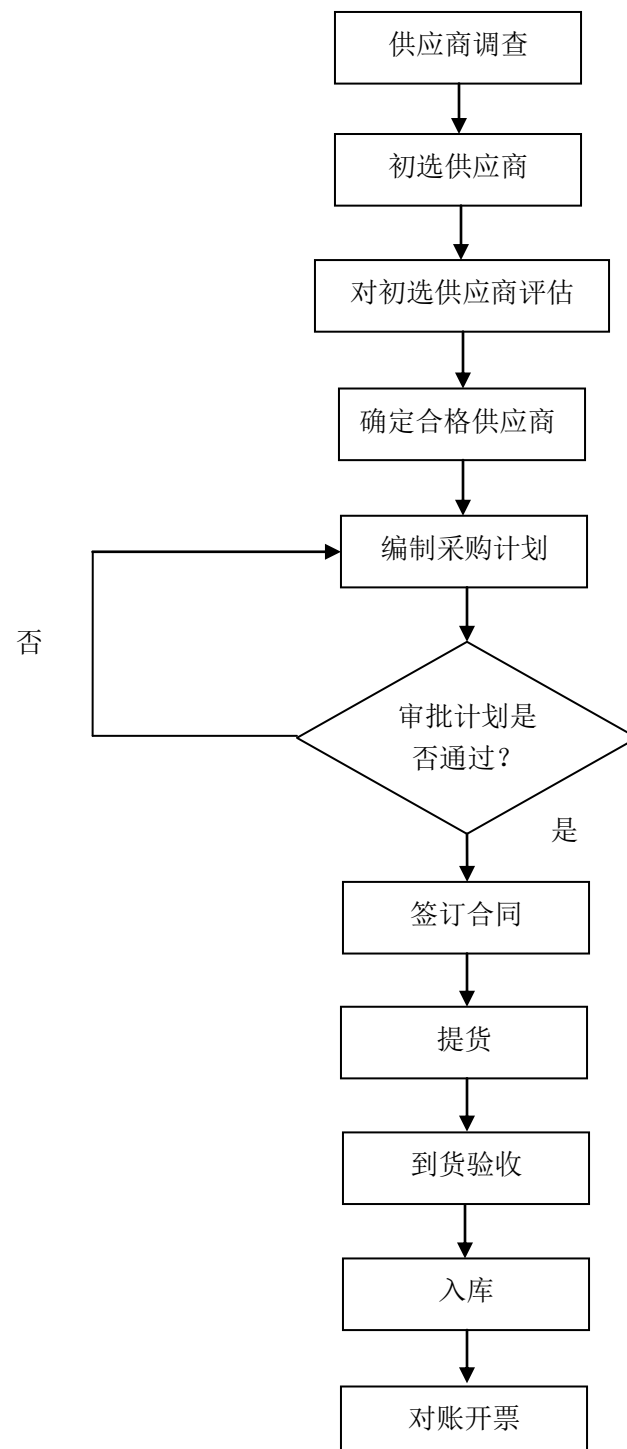 供应商调查
初选供应商
对初选供应商评估
确定合格供应商
编制采购计划
否
审批计划是
否通过？
是
签订合同
提货
到货验收
入库
对账开票